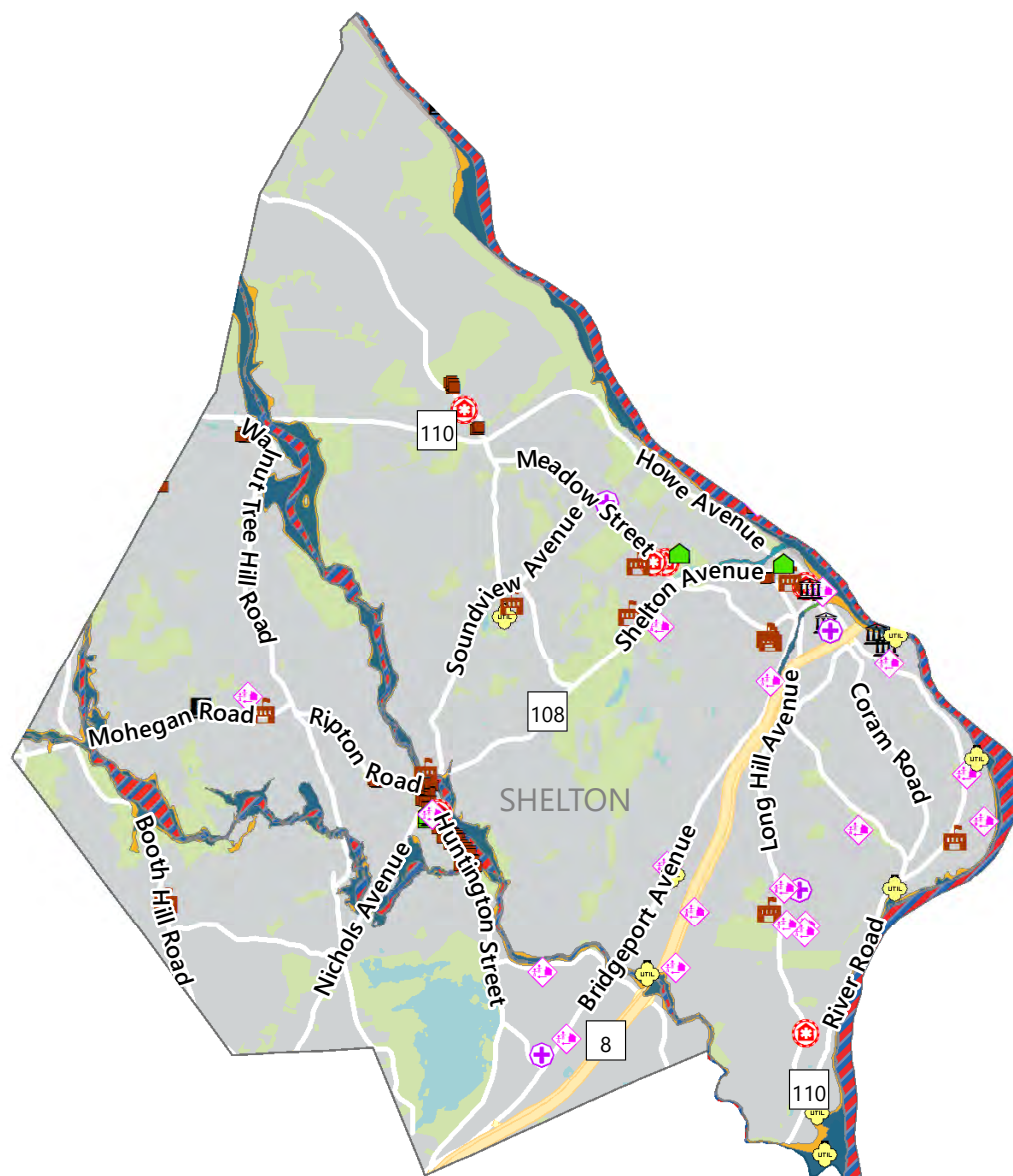 110
Walnut Tree Hill Road
Meadow Street
Howe Avenue
Soundview Avenue
Shelton Avenue
UTIL
UTIL
Mohegan Road
Ripton Road
108
Long Hill Avenue
Coram Road
UTIL
SHELTON
Booth Hill Road
Nichols Avenue
Huntington Street
Bridgeport Avenue
UTIL
UTIL
River Road
8
110
UTIL
UTIL